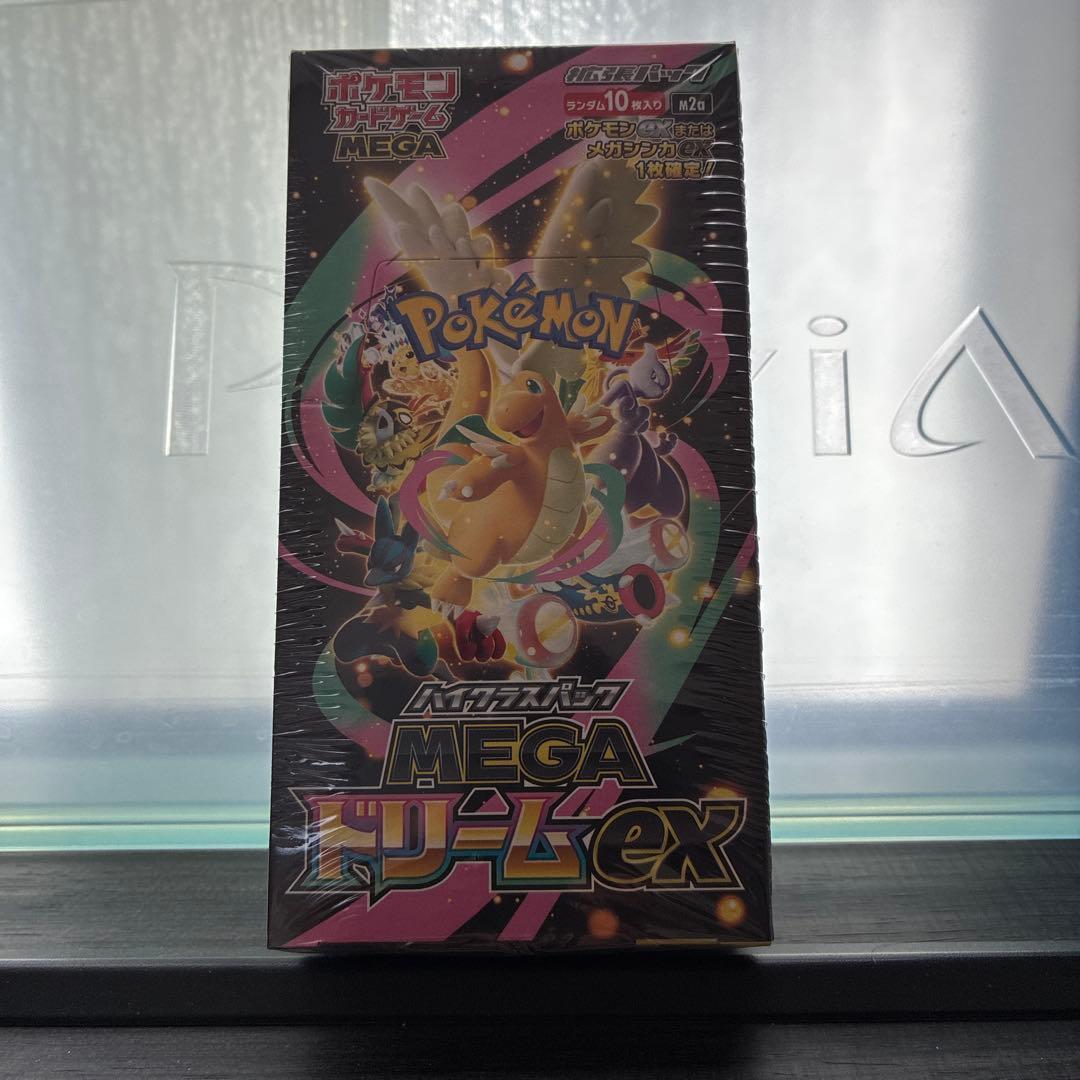 ポケモン
カードゲーム
MEGA
拡張パック
ランダム10枚入り
M2a
ポケモンexまたは
メガシンカex
1枚確定！
POKÉMON
ハイクラスパック
MEGA
ドリームex
viA